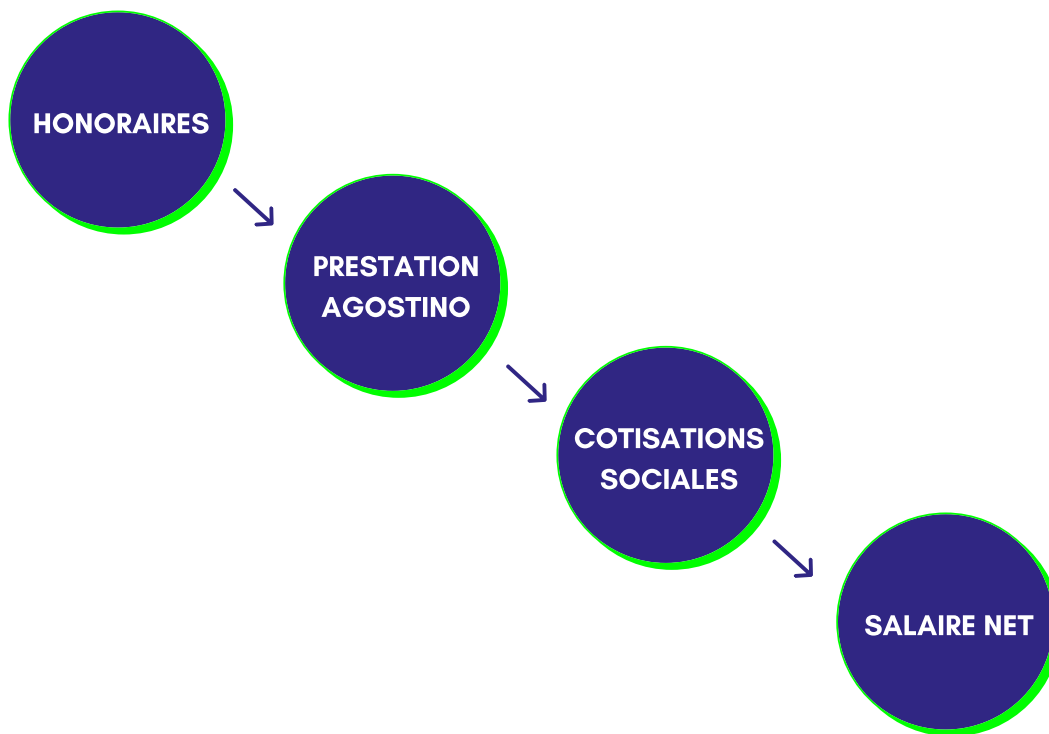 HONORAIRES
PRESTATION
AGOSTINO
COTISATIONS
SOCIALES
SALAIRE NET